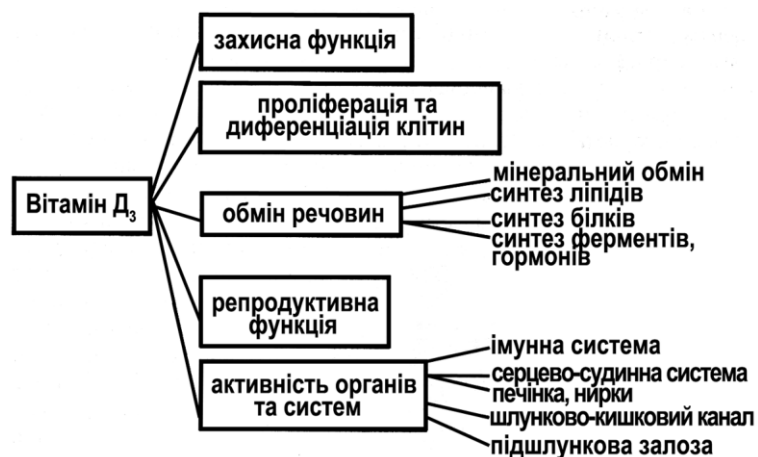 захисна функція
проліферація та
диференціація клітин
Вітамін Д₃
обмін речовин
мінеральний обмін
синтез ліпідів
синтез білків
синтез ферментів,
гормонів
репродуктивна
функція
активність органів
та систем
імунна система
серцево-судинна система
печінка, нирки
шлунково-кишковий канал
підшлункова залоза